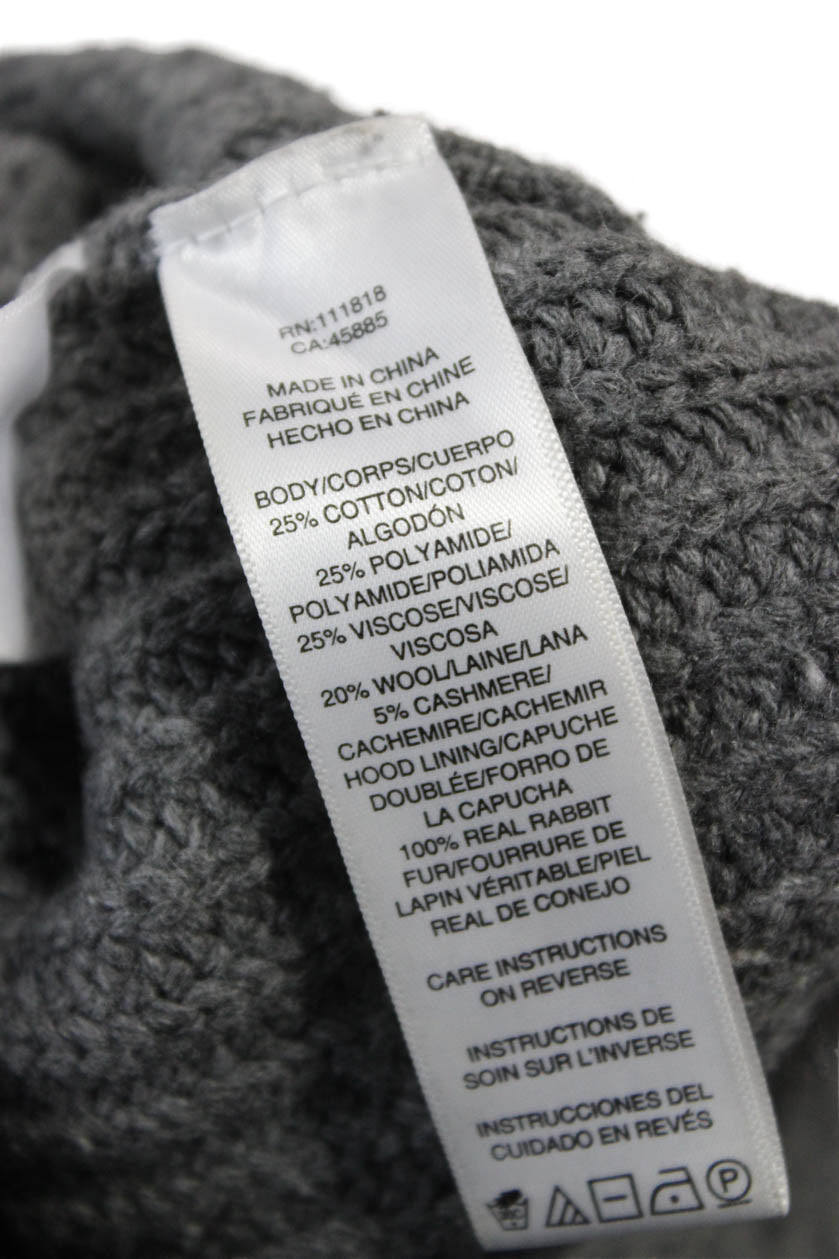 RN:111818
CA:45885
MADE IN CHINA
FABRIQUÉ EN CHINE
HECHO EN CHINA
BODY/CORPS/CUERPO
25% COTTON/COTON/
ALGODÓN
25% POLYAMIDE/
POLYAMIDE/POLIAMIDA
25% VISCOSE/VISCOSE/
VISCOSA
20% WOOL/LAINE/LANA
5% CASHMERE/
CACHEMIRE/CACHEMIR
HOOD LINING/CAPUCHE
DOUBLÉE/FORRO DE
LA CAPUCHA
100% REAL RABBIT
FUR/FOURRURE DE
LAPIN VÉRITABLE/PIEL
REAL DE CONEJO
CARE INSTRUCTIONS
ON REVERSE
INSTRUCTIONS DE
SOIN SUR L'INVERSE
INSTRUCCIONES DEL
CUIDADO EN REVÉS
P